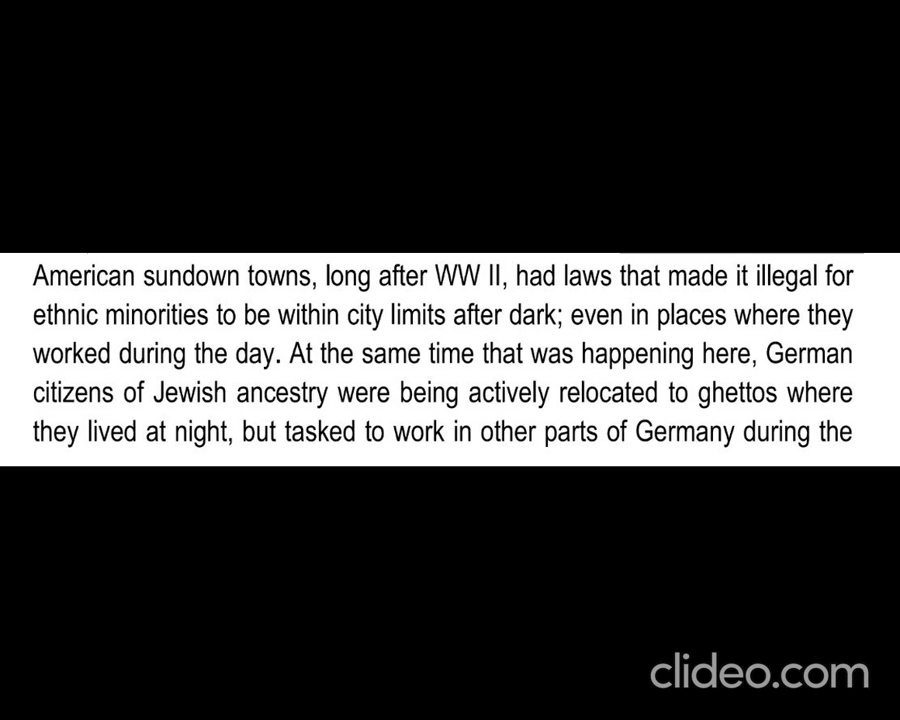 American sundown towns, long after WW II, had laws that made it illegal for
ethnic minorities to be within city limits after dark; even in places where they
worked during the day. At the same time that was happening here, German
citizens of Jewish ancestry were being actively relocated to ghettos where
they lived at night, but tasked to work in other parts of Germany during the
clideo.com